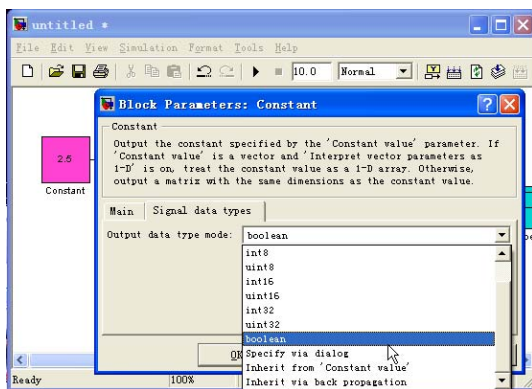 untitled *
File Edit View Simulation Format Tools Help
10.0 Normal
Block Parameters: Constant
Constant
Output the constant specified by the 'Constant value' parameter. If
'Constant value' is a vector and 'Interpret vector parameters as
1-D' is on, treat the constant value as a 1-D array. Otherwise,
output a matrix with the same dimensions as the constant value.
2.5
Constant
Main Signal data types
Output data type mode: boolean
int8
uint8
int16
uint16
int32
uint32
boolean
Specify via dialog
Inherit from 'Constant value'
Inherit via back propagation
Ready 100%